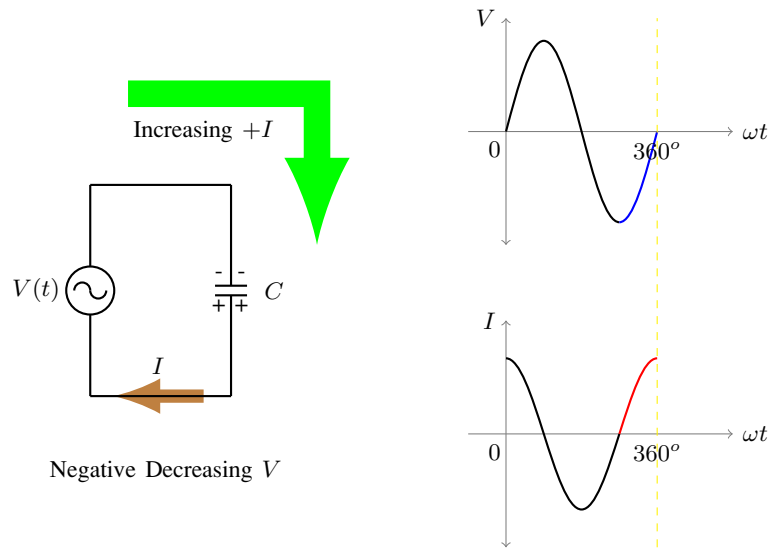 Increasing +I
V(t)
- -
+ +
C
I
Negative Decreasing V
V
0
360°
ωt
I
0
360°
ωt